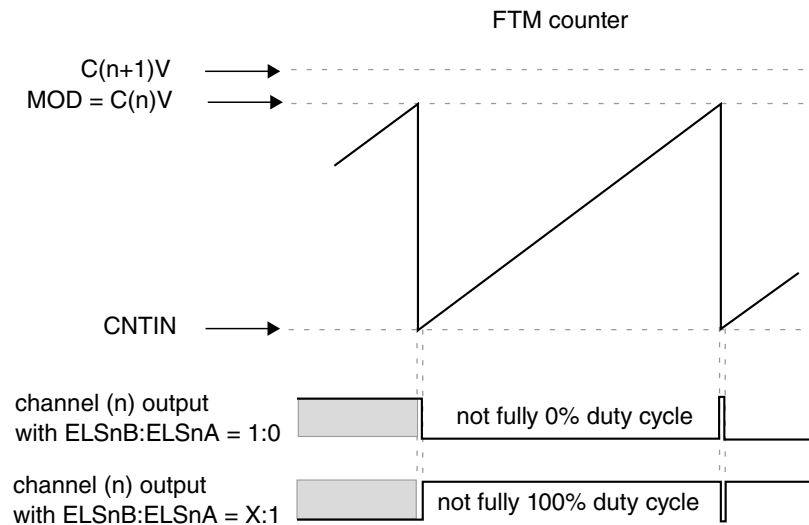 FTM counter
C(n+1)V
MOD = C(n)V
CNTIN
channel (n) output
with ELSnB:ELSnA = 1:0
not fully 0% duty cycle
channel (n) output
with ELSnB:ELSnA = X:1
not fully 100% duty cycle